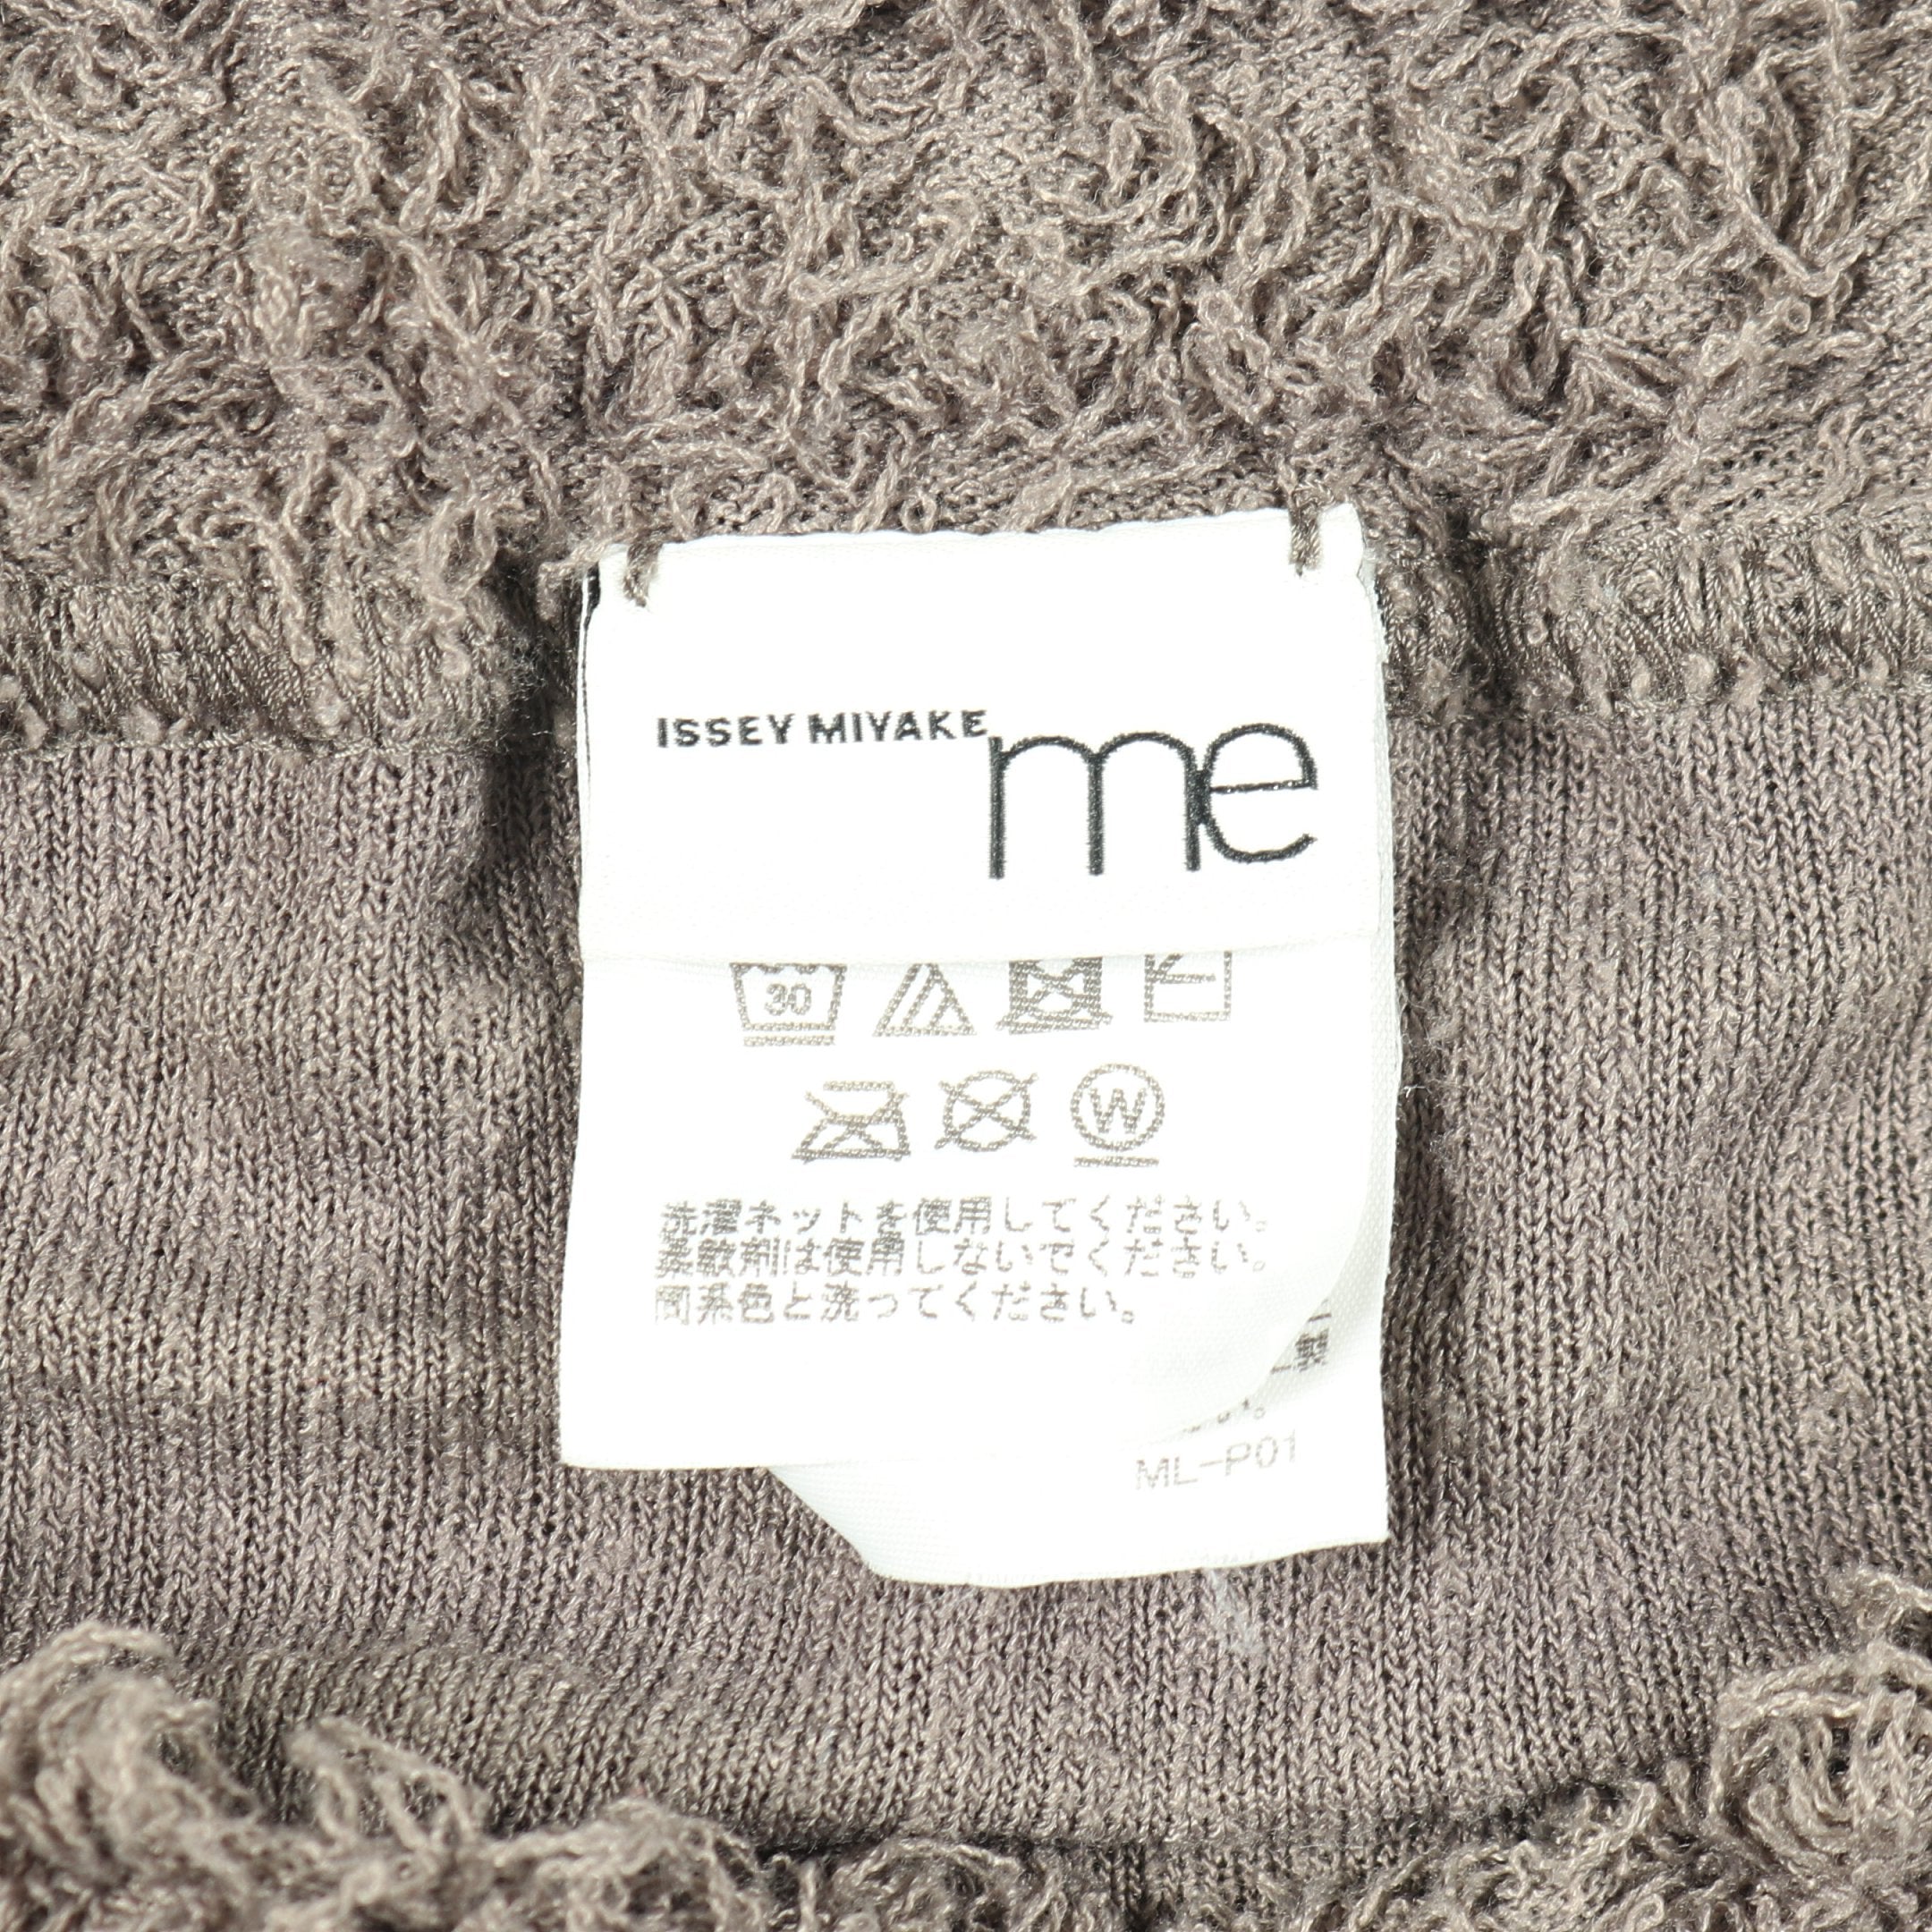 ISSEY MIYAKE
me
30
W
洗濯ネットを使用してください。
柔軟剤は使用しないでください。
同系色と洗ってください。
い。
ML-P01